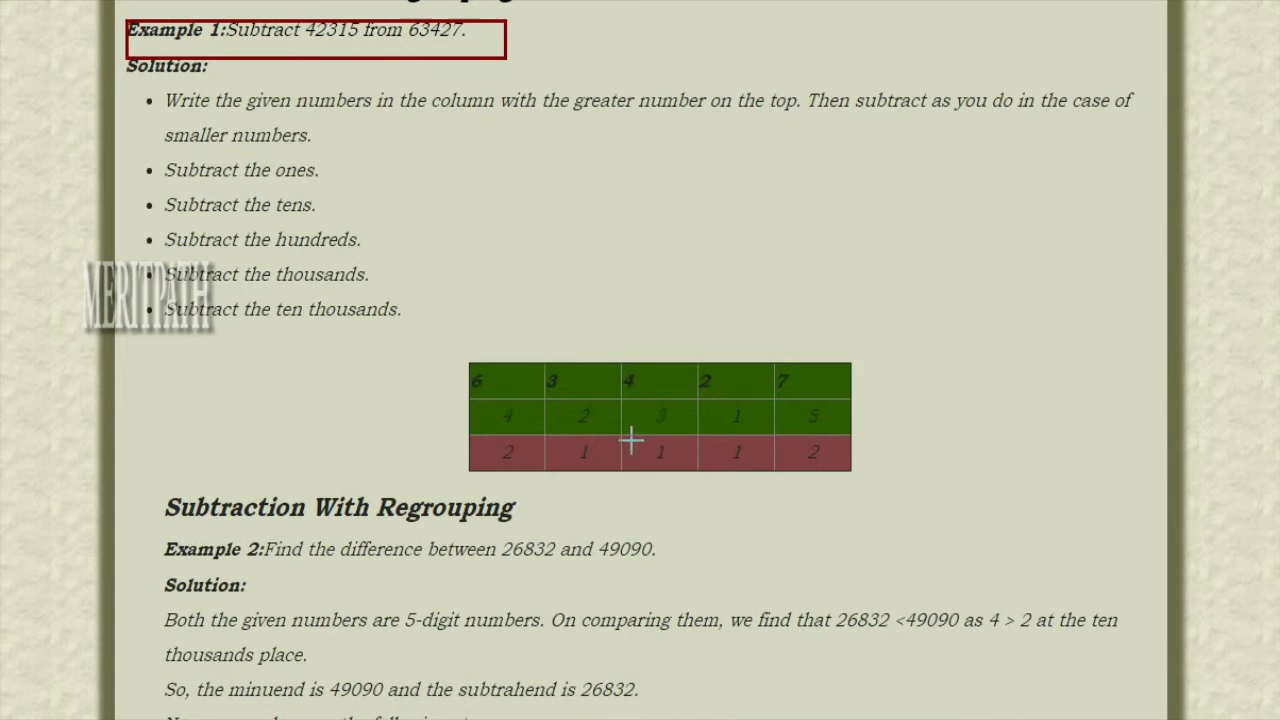 Example 1:Subtract 42315 from 63427.
Solution:
• Write the given numbers in the column with the greater number on the top. Then subtract as you do in the case of
smaller numbers.
• Subtract the ones.
• Subtract the tens.
• Subtract the hundreds.
• Subtract the thousands.
• Subtract the ten thousands.
MERITPATH
6 3 4 2 7
4 2 3 1 5
2 1 1 1 2
Subtraction With Regrouping
Example 2:Find the difference between 26832 and 49090.
Solution:
Both the given numbers are 5-digit numbers. On comparing them, we find that 26832 <49090 as 4 > 2 at the ten
thousands place.
So, the minuend is 49090 and the subtrahend is 26832.